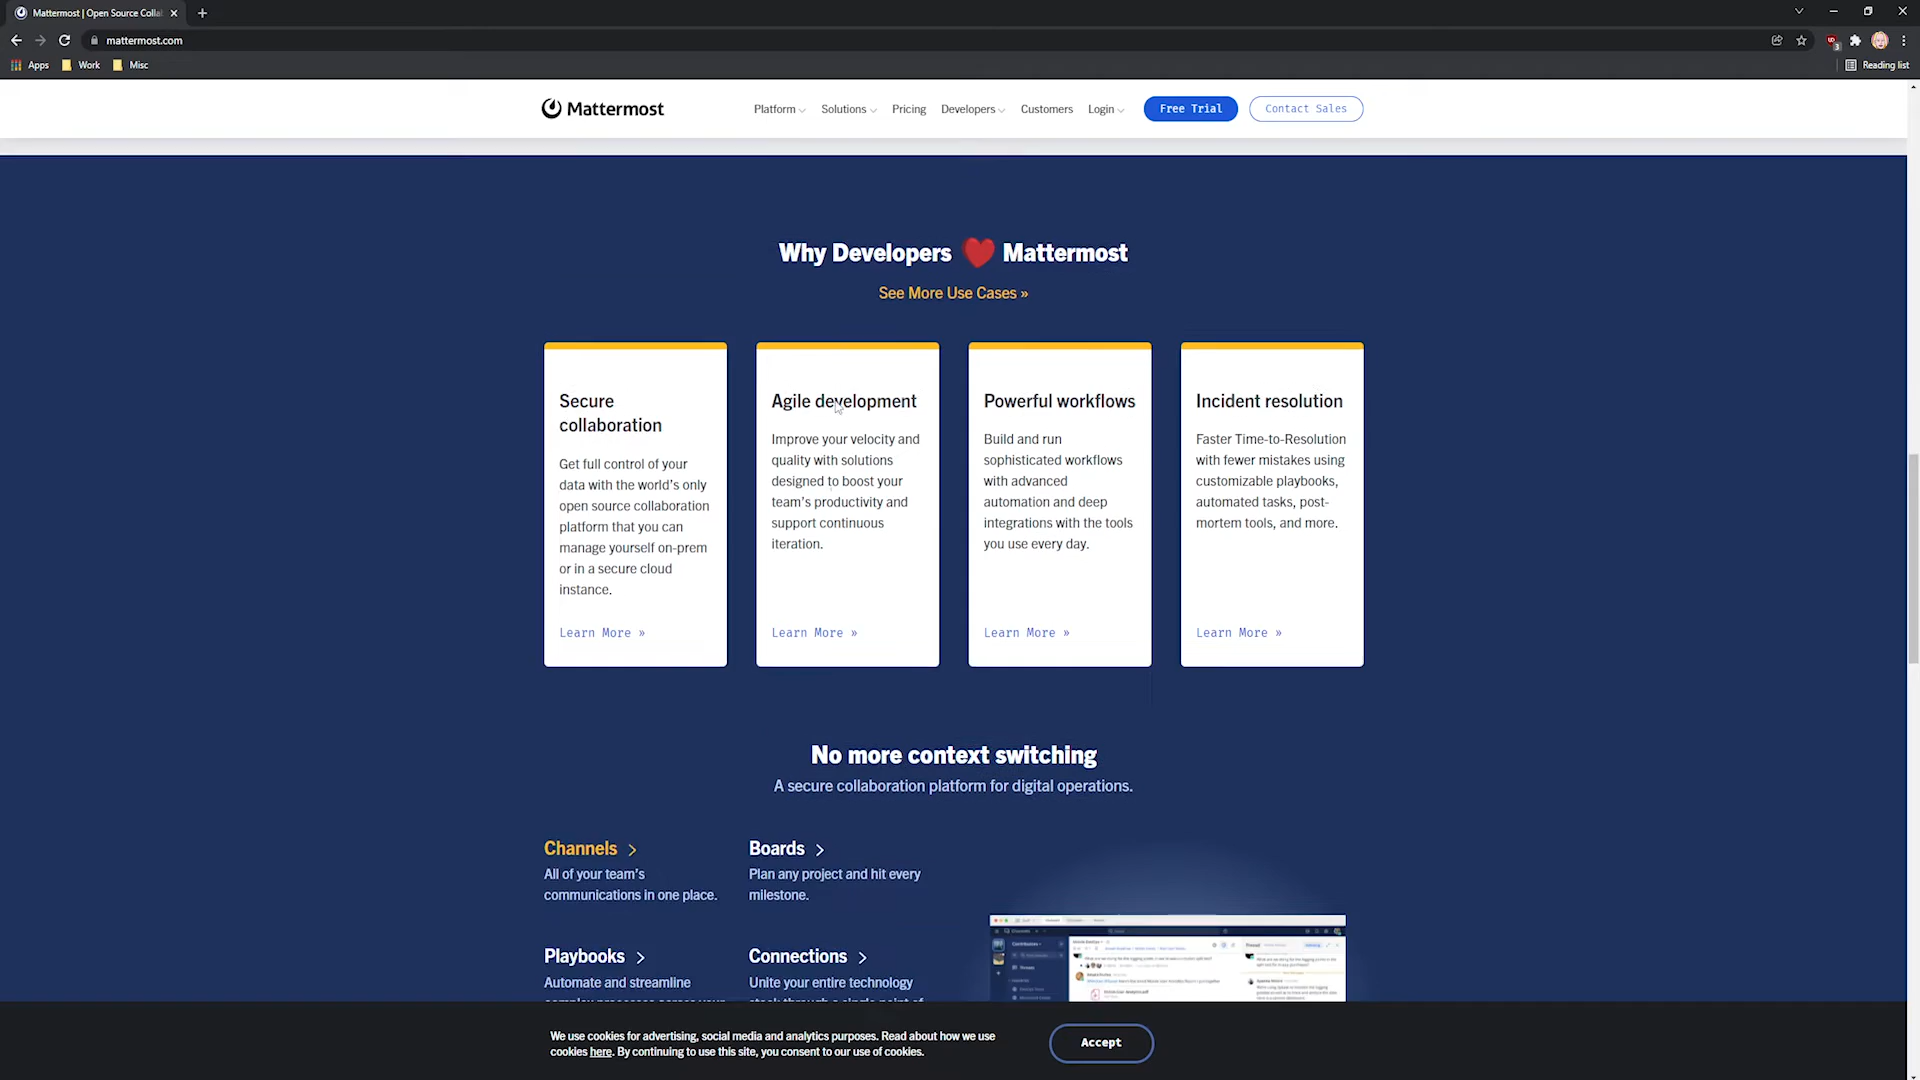 Mattermost | Open Source Colla
mattermost.com
Apps Work Misc
Reading list
Mattermost
Platform Solutions Pricing Developers Customers Login Free Trial Contact Sales
Why Developers ❤ Mattermost
See More Use Cases »
Secure
collaboration
Get full control of your
data with the world's only
open source collaboration
platform that you can
manage yourself on-prem
or in a secure cloud
instance.
Learn More »
Agile development
Improve your velocity and
quality with solutions
designed to boost your
team's productivity and
support continuous
iteration.
Learn More »
Powerful workflows
Build and run
sophisticated workflows
with advanced
automation and deep
integrations with the tools
you use every day.
Learn More »
Incident resolution
Faster Time-to-Resolution
with fewer mistakes using
customizable playbooks,
automated tasks, post-
mortem tools, and more.
Learn More »
No more context switching
A secure collaboration platform for digital operations.
Channels >
All of your team's
communications in one place.
Boards >
Plan any project and hit every
milestone.
Playbooks >
Automate and streamline
Connections >
Unite your entire technology
We use cookies for advertising, social media and analytics purposes. Read about how we use
cookies here. By continuing to use this site, you consent to our use of cookies.
Accept